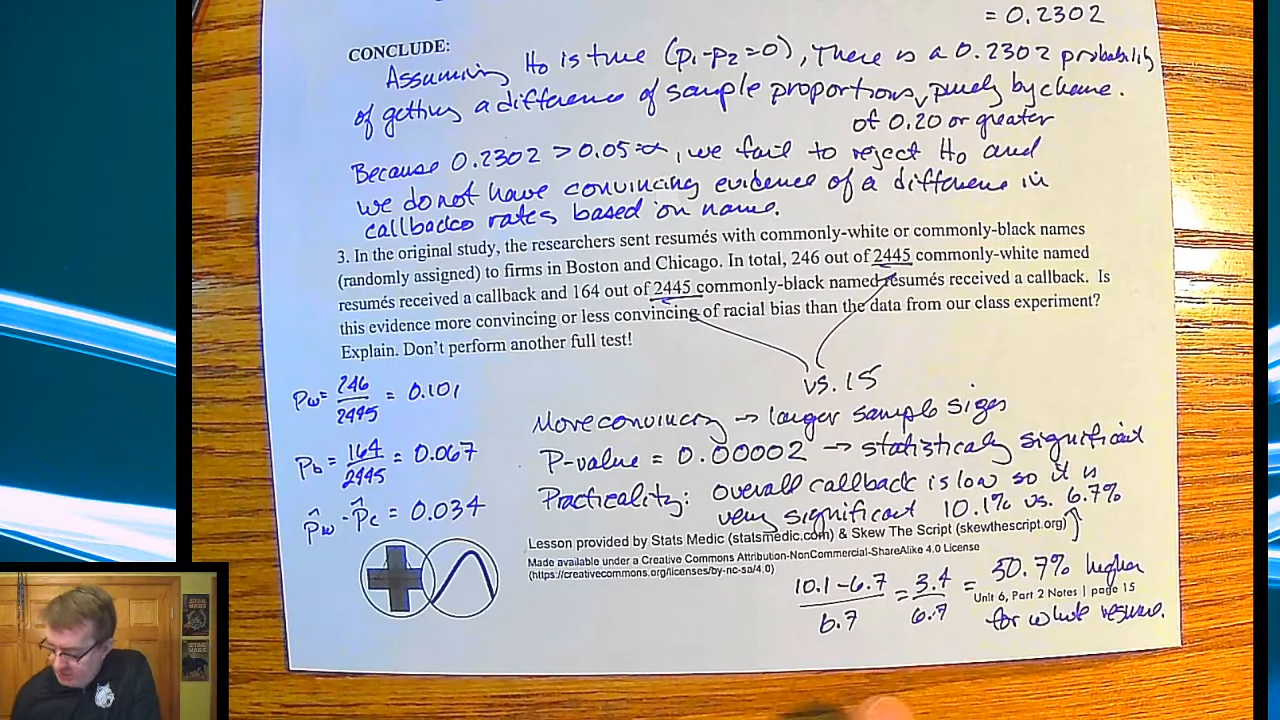 = 0.2302
CONCLUDE:
Assuming H₀ is true (p₁-p₂=0), There is a 0.2302 probability
of getting a difference of sample proportions, purely by chance.
of 0.20 or greater
Because 0.2302 > 0.05 = α, we fail to reject H₀ and
we do not have convincing evidence of a difference in
rates based on name.
3. In the original study, the researchers sent resumés with commonly-white or commonly-black names
(randomly assigned) to firms in Boston and Chicago. In total, 246 out of 2445 commonly-white named
resumés received a callback and 164 out of 2445 commonly-black named resumés received a callback. Is
this evidence more convincing or less convincing of racial bias than the data from our class experiment?
Explain. Don't perform another full test!
vs. 15
p̂w = 246/2445 = 0.101
p̂b = 164/2445 = 0.067
p̂w - p̂c = 0.034
More convincing → larger sample sizes
P-value = 0.00002 → statistically significant
Practicality: overall callback is low so it is
very significant 10.1% vs. 6.7%
Lesson provided by Stats Medic (statsmedic.com) & Skew The Script (skewthescript.org)
Made available under a Creative Commons Attribution-NonCommercial-ShareAlike 4.0 License
(https://creativecommons.org/licenses/by-nc-sa/4.0)
10.1-6.7/6.7 = 3.4/6.7 = 50.7% higher
Unit 6, Part 2 Notes | page 15
for white resume.
STAR WARS
STAR WARS